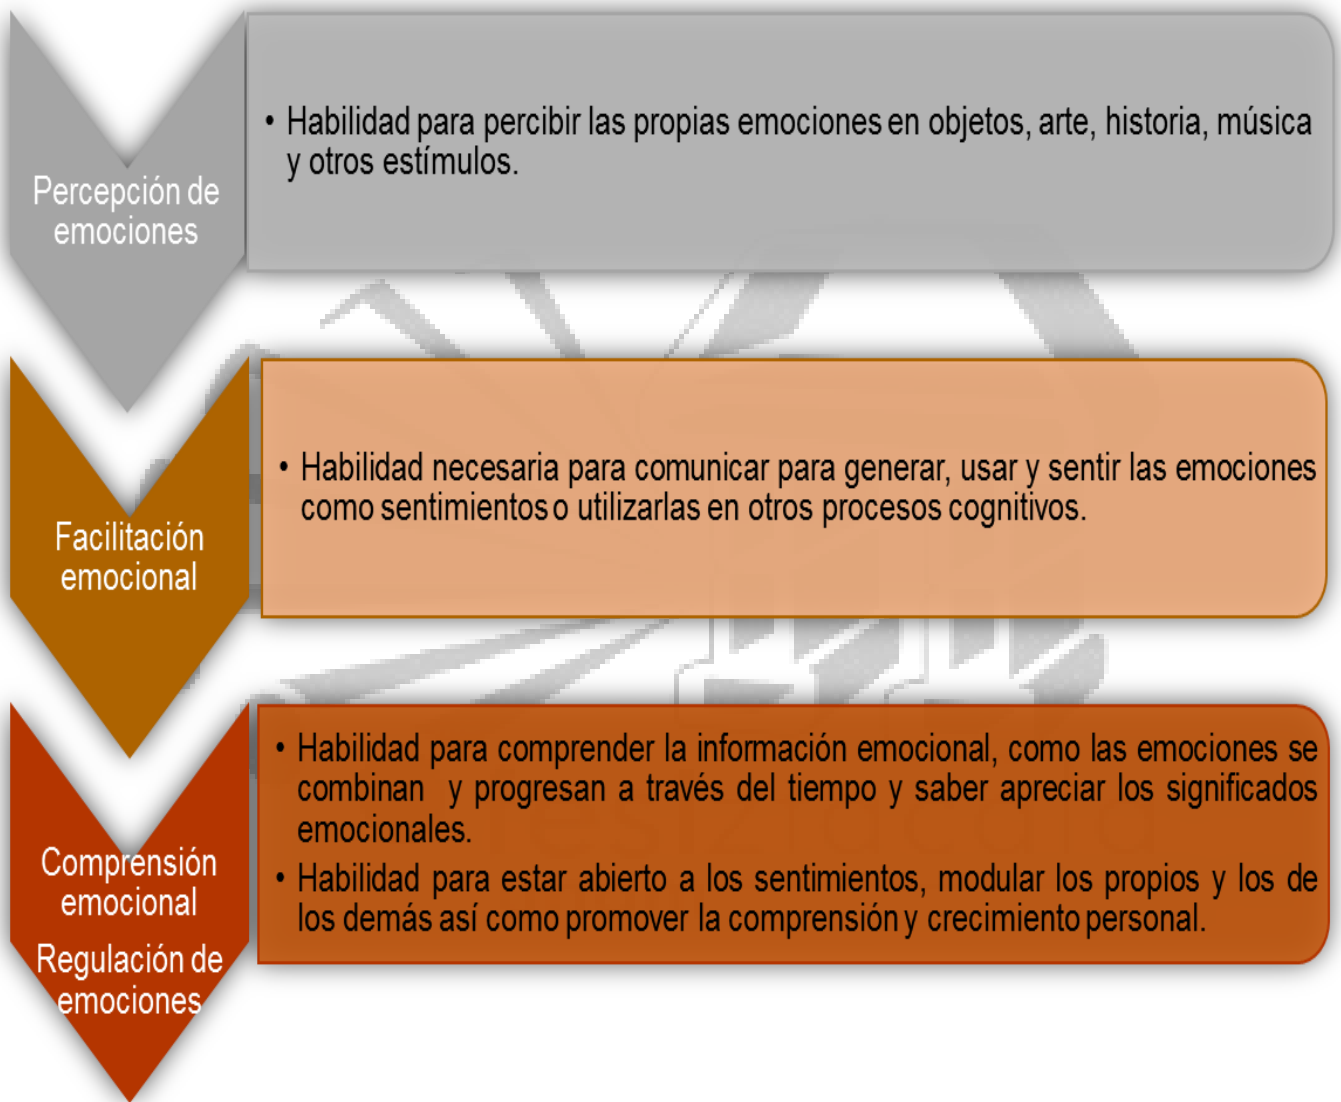 Percepción de
emociones
• Habilidad para percibir las propias emociones en objetos, arte, historia, música
y otros estímulos.
Facilitación
emocional
• Habilidad necesaria para comunicar para generar, usar y sentir las emociones
como sentimientos o utilizarlas en otros procesos cognitivos.
Comprensión
emocional
Regulación de
emociones
• Habilidad para comprender la información emocional, como las emociones se
combinan y progresan a través del tiempo y saber apreciar los significados
emocionales.
• Habilidad para estar abierto a los sentimientos, modular los propios y los de
los demás así como promover la comprensión y crecimiento personal.